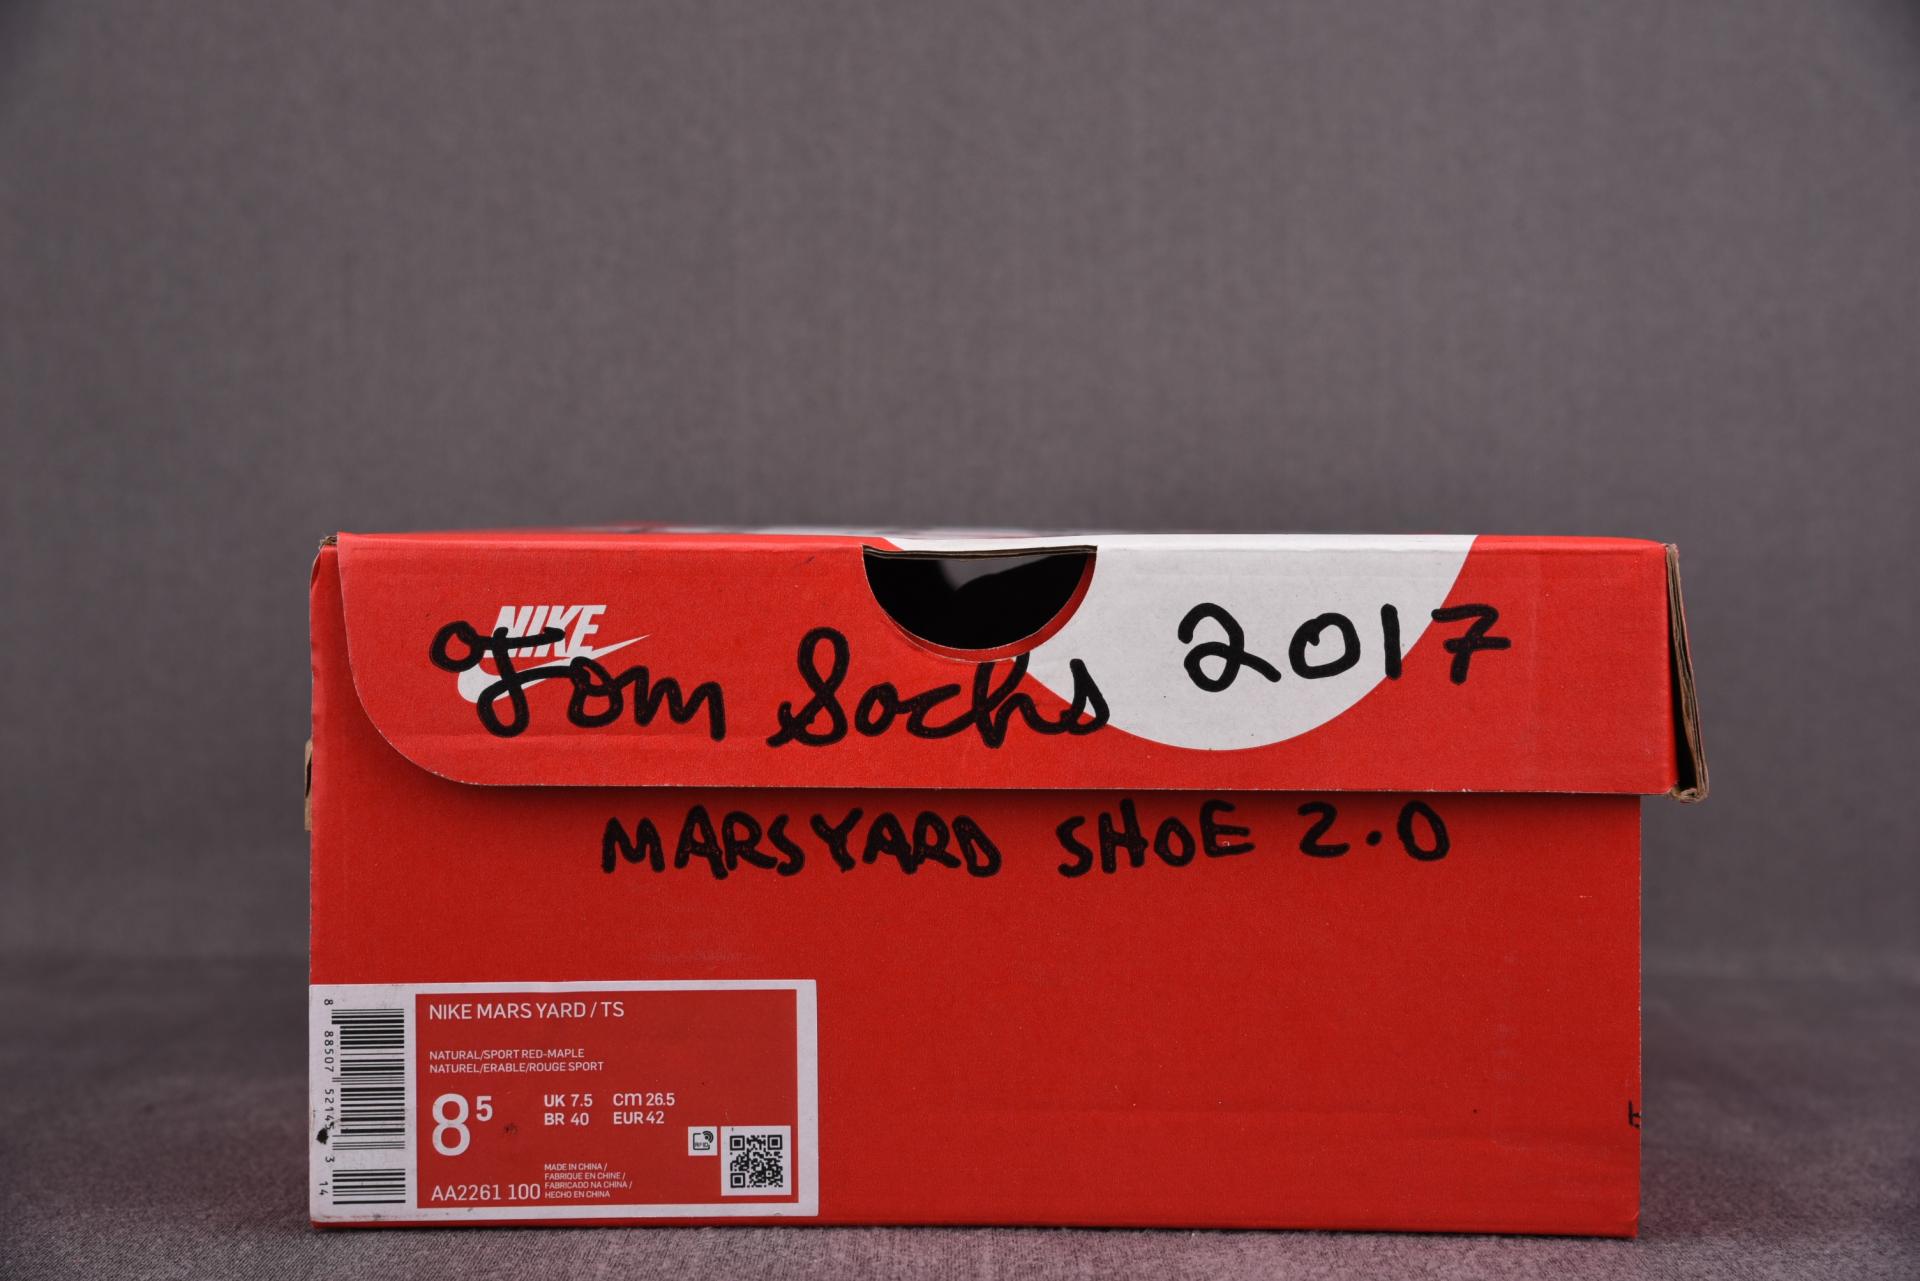 NIKE
Tom Sachs 2017
MARSYARD SHOE 2.0
NIKE MARS YARD / TS
NATURAL/SPORT RED-MAPLE
NATUREL/ERABLE/ROUGE SPORT
8 5
UK 7.5 CM 26.5
BR 40 EUR 42
RFID
MADE IN CHINA /
FABRIQUE EN CHINE /
FABRICADO NA CHINA /
HECHO EN CHINA
AA2261 100